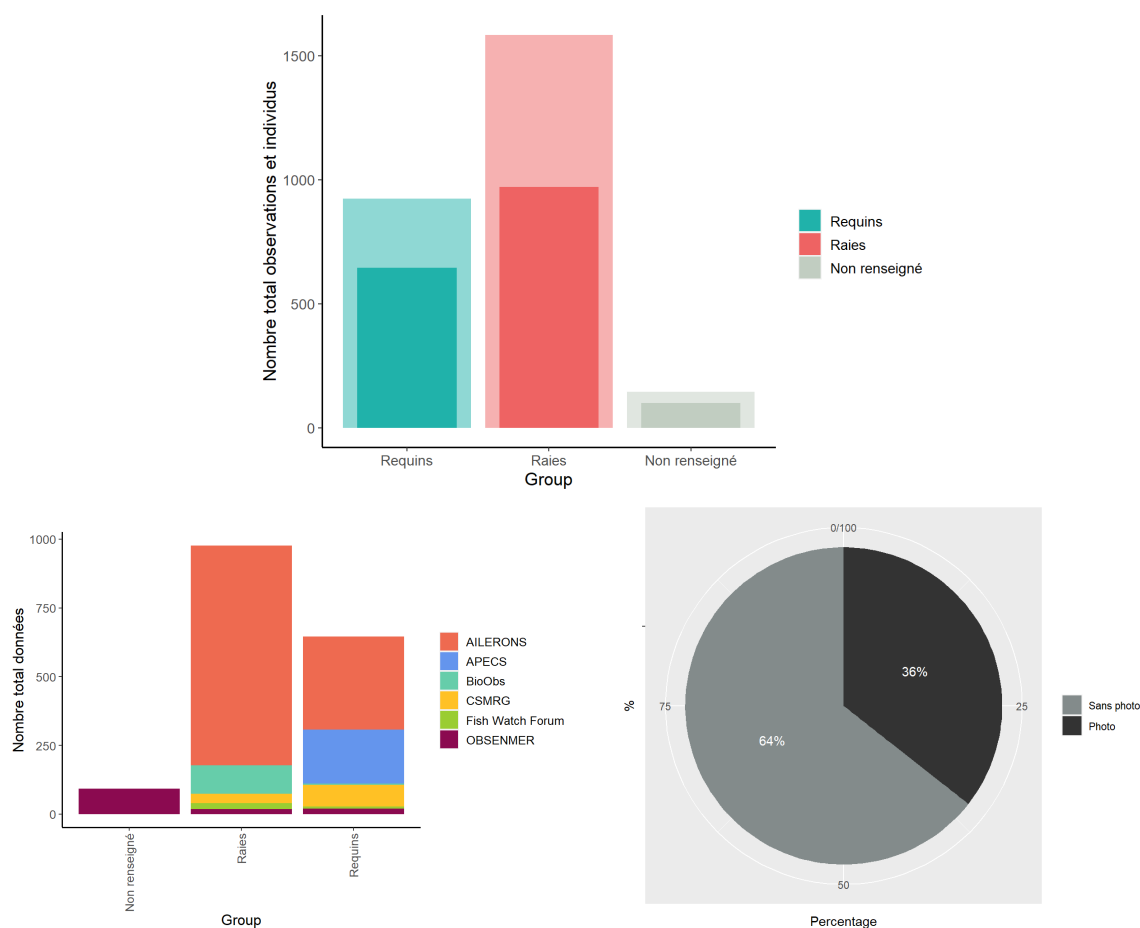 Nombre total observations et individus
1500
1000
500
0
Requins
Raies
Non renseigné
Group
Requins
Raies
Non renseigné
Nombre total données
1000
750
500
250
0
Non renseigné
Raies
Requins
Group
AILERONS
APECS
BioObs
CSMRG
Fish Watch Forum
OBSENMER
%
0/100
25
50
75
36%
64%
Percentage
Sans photo
Photo